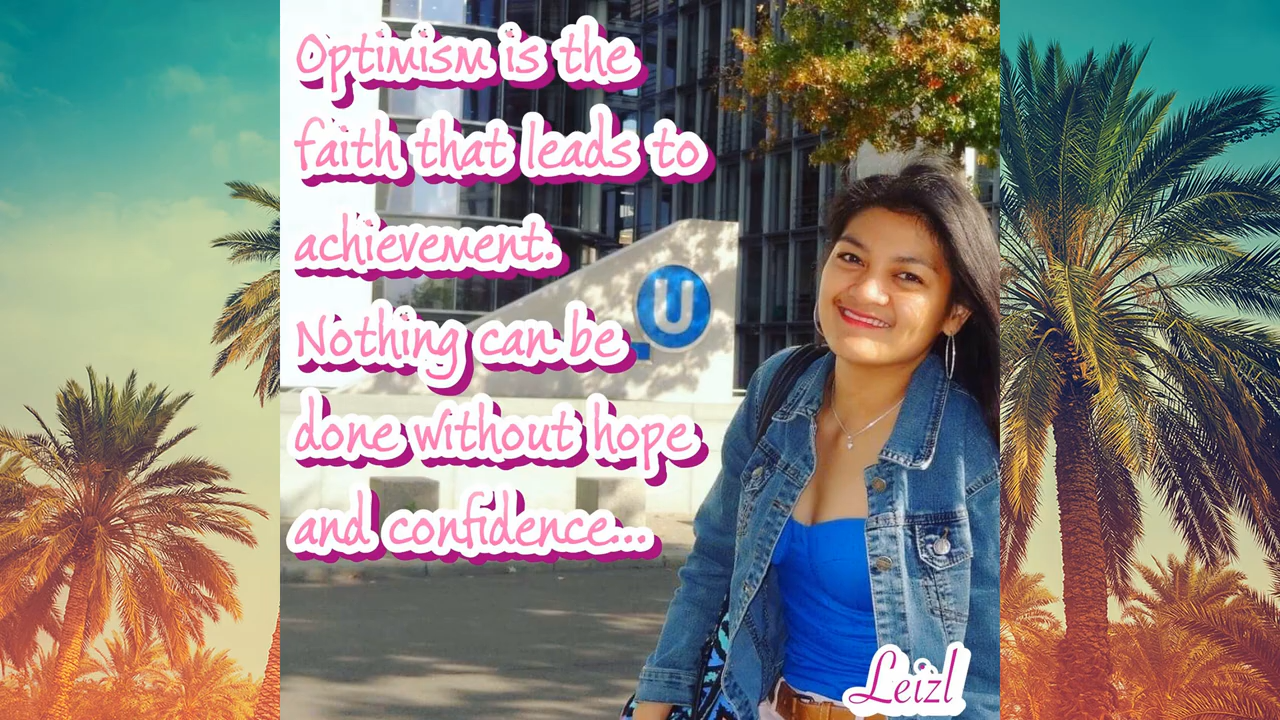 Optimism is the
faith that leads to
achievement.
Nothing can be
done without hope
and confidence...
U
Leizl